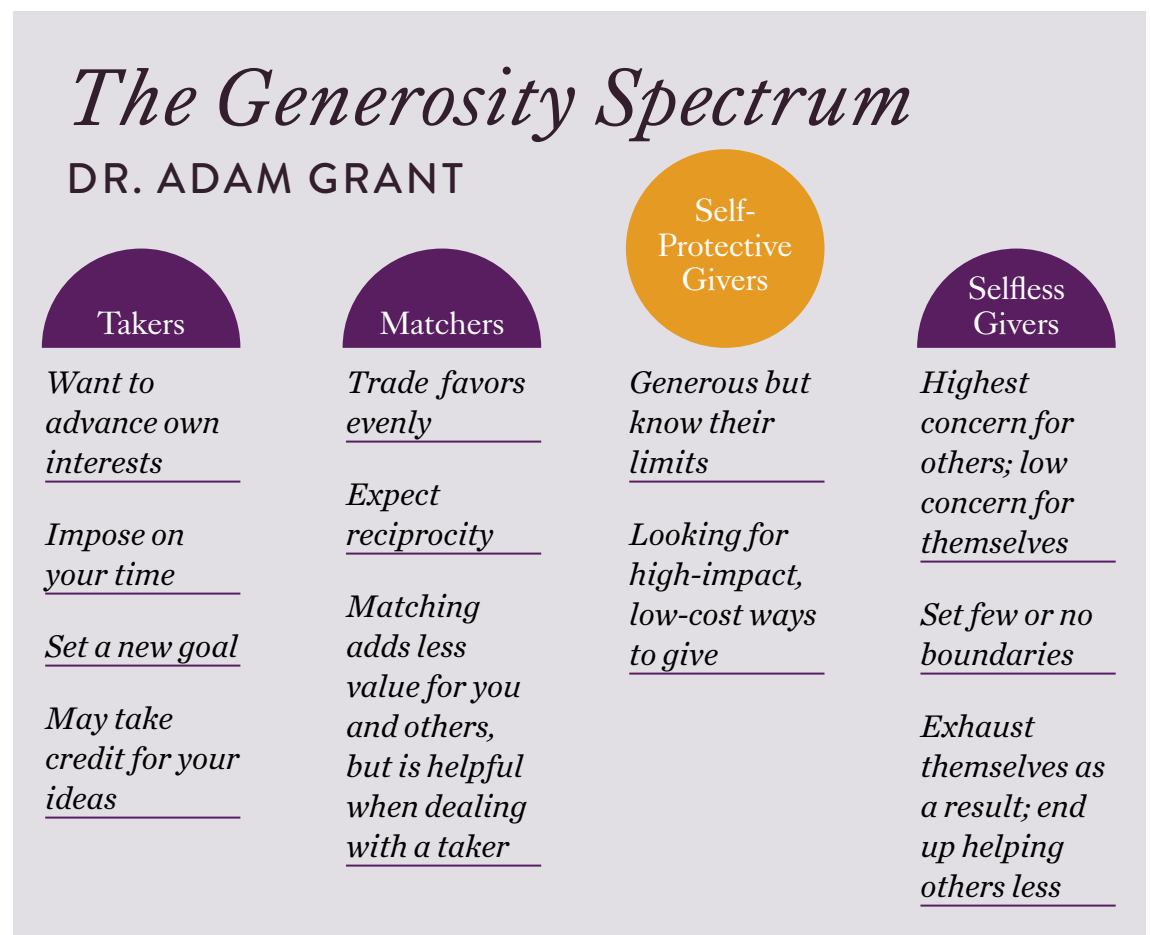 The Generosity Spectrum
DR. ADAM GRANT
Takers
Want to
advance own
interests
Impose on
your time
Set a new goal
May take
credit for your
ideas
Matchers
Trade favors
evenly
Expect
reciprocity
Matching
adds less
value for you
and others,
but is helpful
when dealing
with a taker
Self-
Protective
Givers
Generous but
know their
limits
Looking for
high-impact,
low-cost ways
to give
Selfless
Givers
Highest
concern for
others; low
concern for
themselves
Set few or no
boundaries
Exhaust
themselves as
a result; end
up helping
others less